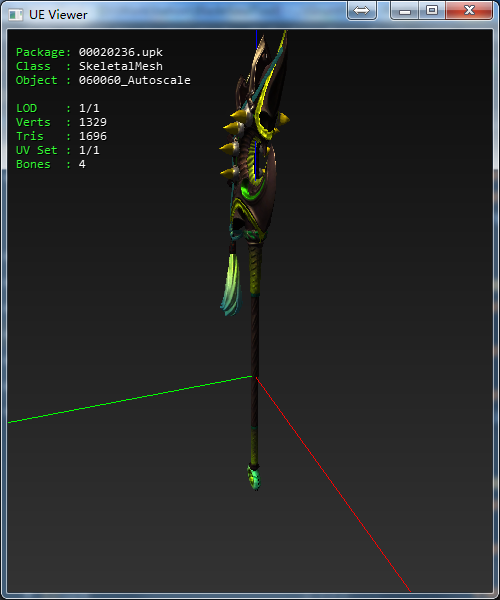 UE Viewer
Package: 00020236.upk
Class : SkeletalMesh
Object : 060060_Autoscale
LOD : 1/1
Verts : 1329
Tris : 1696
UV Set : 1/1
Bones : 4